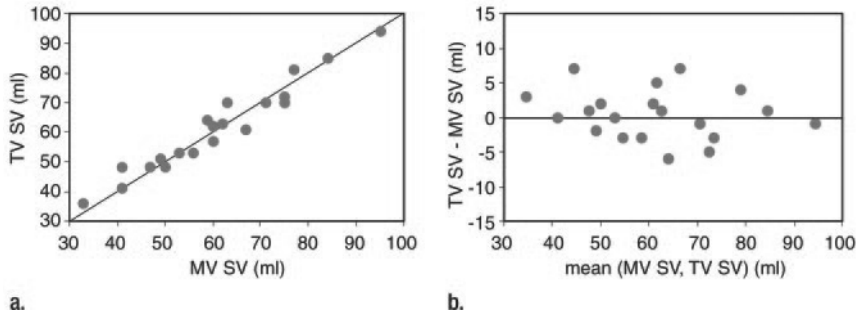 100
90
80
70
60
50
40
30
TV SV (ml)
30 40 50 60 70 80 90 100
MV SV (ml)
a.
15
10
5
0
-5
-10
-15
TV SV - MV SV (ml)
30 40 50 60 70 80 90 100
mean (MV SV, TV SV) (ml)
b.